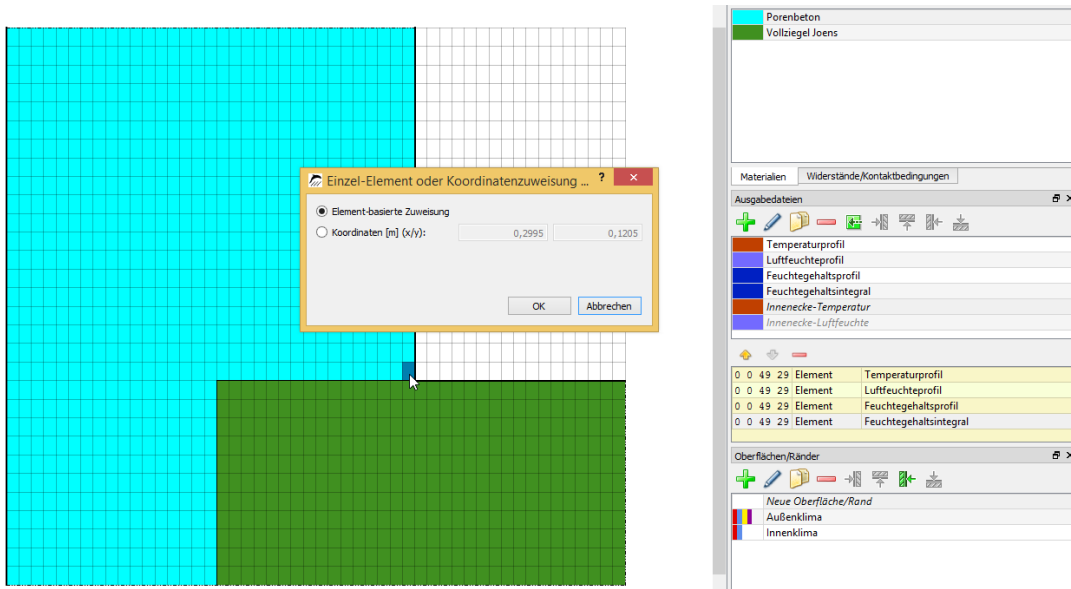 Porenbeton
Vollziegel Joens
Einzel-Element oder Koordinatenzuweisung ... ? ×
Element-basierte Zuweisung
Koordinaten [m] (x/y): 0,2995 0,1205
OK Abbrechen
Materialien Widerstände/Kontaktbedingungen
Ausgabedateien
Temperaturprofil
Luftfeuchteprofil
Feuchtegehaltsprofil
Feuchtegehaltsintegral
Innenecke-Temperatur
Innenecke-Luftfeuchte
0 0 49 29 Element Temperaturprofil
0 0 49 29 Element Luftfeuchteprofil
0 0 49 29 Element Feuchtegehaltsprofil
0 0 49 29 Element Feuchtegehaltsintegral
Oberflächen/Ränder
Neue Oberfläche/Rand
Außenklima
Innenklima